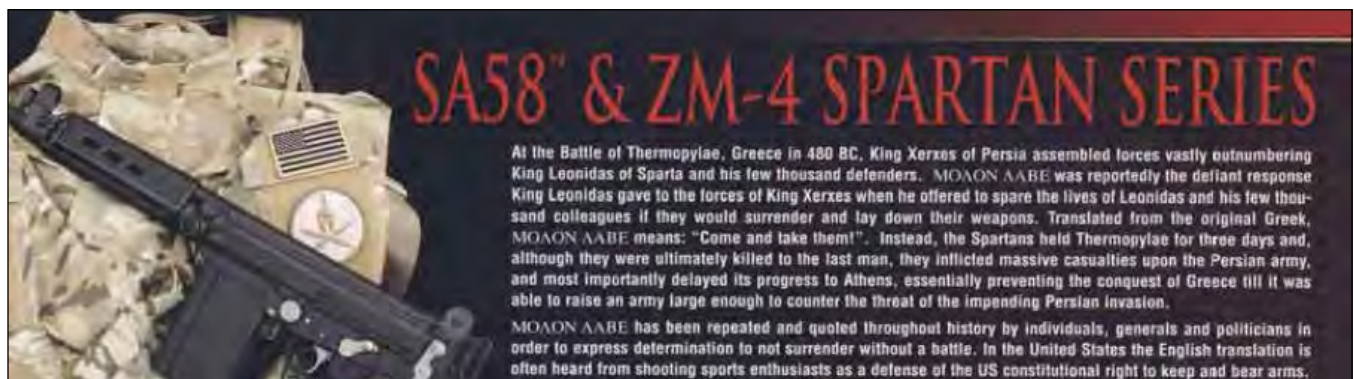 SA58™ & ZM-4 SPARTAN SERIES
At the Battle of Thermopylae, Greece in 480 BC, King Xerxes of Persia assembled forces vastly outnumbering
King Leonidas of Sparta and his few thousand defenders. ΜΟΛΟΝ ΛΑΒΕ was reportedly the defiant response
King Leonidas gave to the forces of King Xerxes when he offered to spare the lives of Leonidas and his few thou-
sand colleagues if they would surrender and lay down their weapons. Translated from the original Greek,
ΜΟΛΟΝ ΛΑΒΕ means: "Come and take them!". Instead, the Spartans held Thermopylae for three days and,
although they were ultimately killed to the last man, they inflicted massive casualties upon the Persian army,
and most importantly delayed its progress to Athens, essentially preventing the conquest of Greece till it was
able to raise an army large enough to counter the threat of the impending Persian invasion.
ΜΟΛΟΝ ΛΑΒΕ has been repeated and quoted throughout history by individuals, generals and politicians in
order to express determination to not surrender without a battle. In the United States the English translation is
often heard from shooting sports enthusiasts as a defense of the US constitutional right to keep and bear arms.